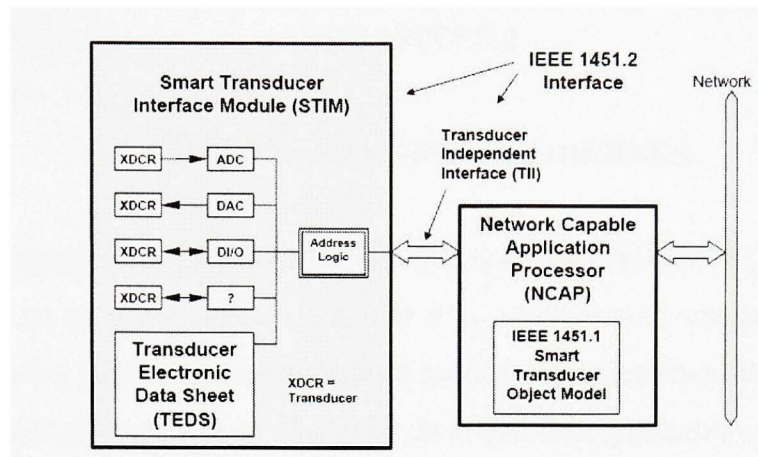 Smart Transducer
Interface Module (STIM)
XDCR
ADC
XDCR
DAC
XDCR
DI/O
XDCR
?
Address
Logic
Transducer
Electronic
Data Sheet
(TEDS)
XDCR =
Transducer
IEEE 1451.2
Interface
Transducer
Independent
Interface (TII)
Network
Network Capable
Application
Processor
(NCAP)
IEEE 1451.1
Smart
Transducer
Object Model